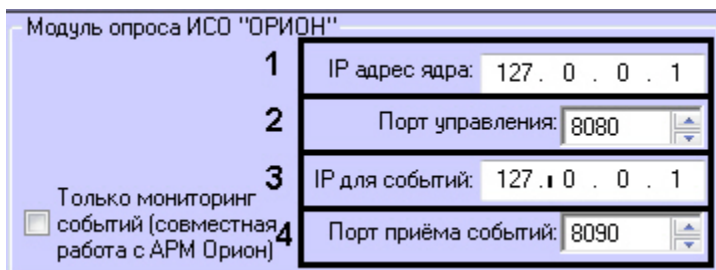 Модуль опроса ИСО "ОРИОН"
1 IP адрес ядра: 127 . 0 . 0 . 1
2 Порт управления: 8080
3 IP для событий: 127 . 0 . 0 . 1
Только мониторинг
событий (совместная
работа с АРМ Орион)
4 Порт приёма событий: 8090